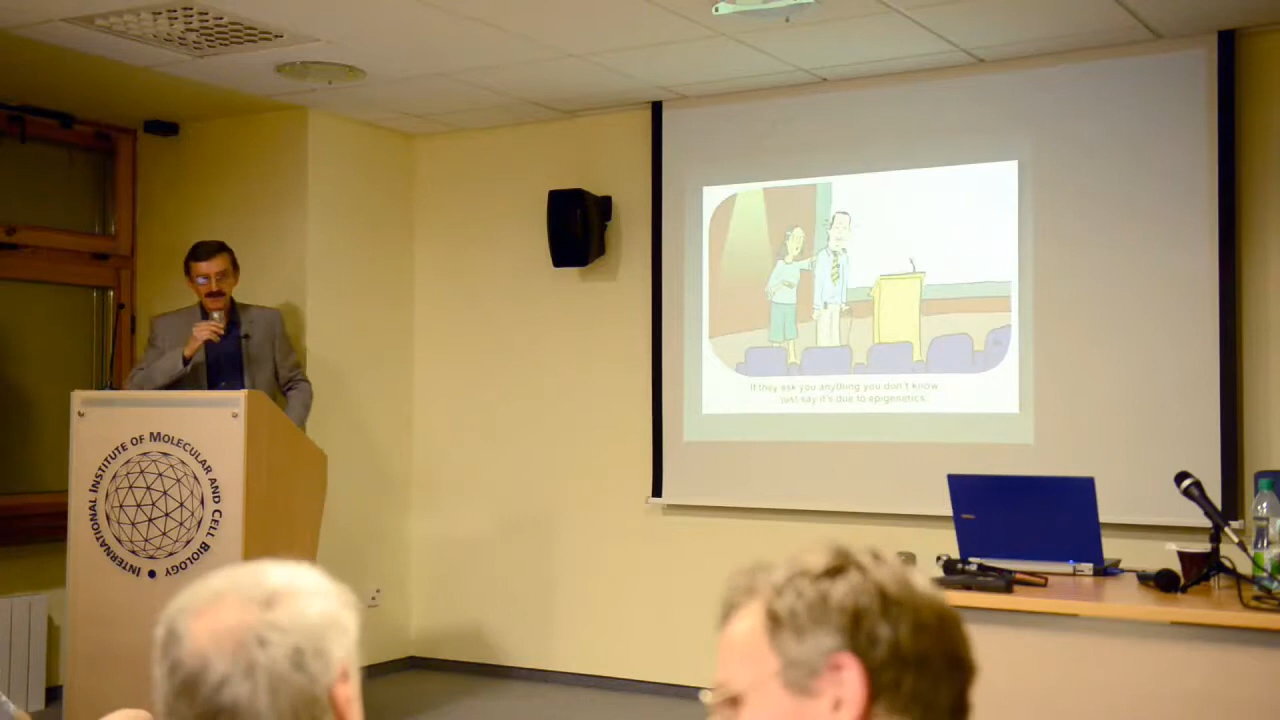 INTERNATIONAL INSTITUTE OF MOLECULAR AND CELL BIOLOGY
If they ask you anything you don't know
just say it's due to epigenetics.